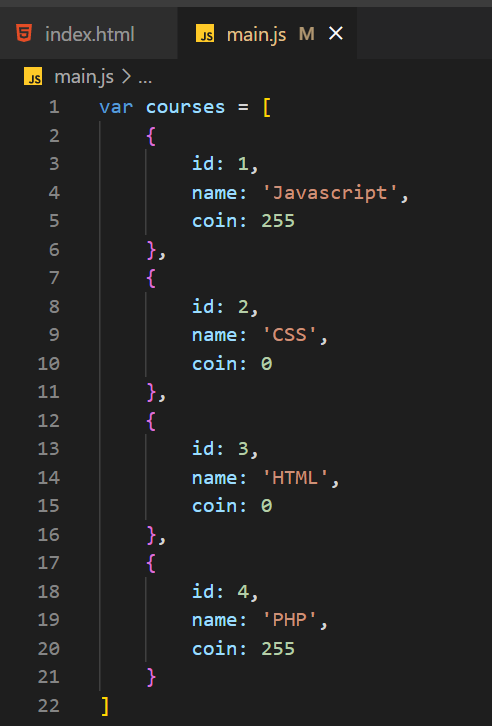 index.html JS main.js M ×
JS main.js > ...
1 var courses = [
2     {
3         id: 1,
4         name: 'Javascript',
5         coin: 255
6     },
7     {
8         id: 2,
9         name: 'CSS',
10         coin: 0
11     },
12     {
13         id: 3,
14         name: 'HTML',
15         coin: 0
16     },
17     {
18         id: 4,
19         name: 'PHP',
20         coin: 255
21     }
22 ]